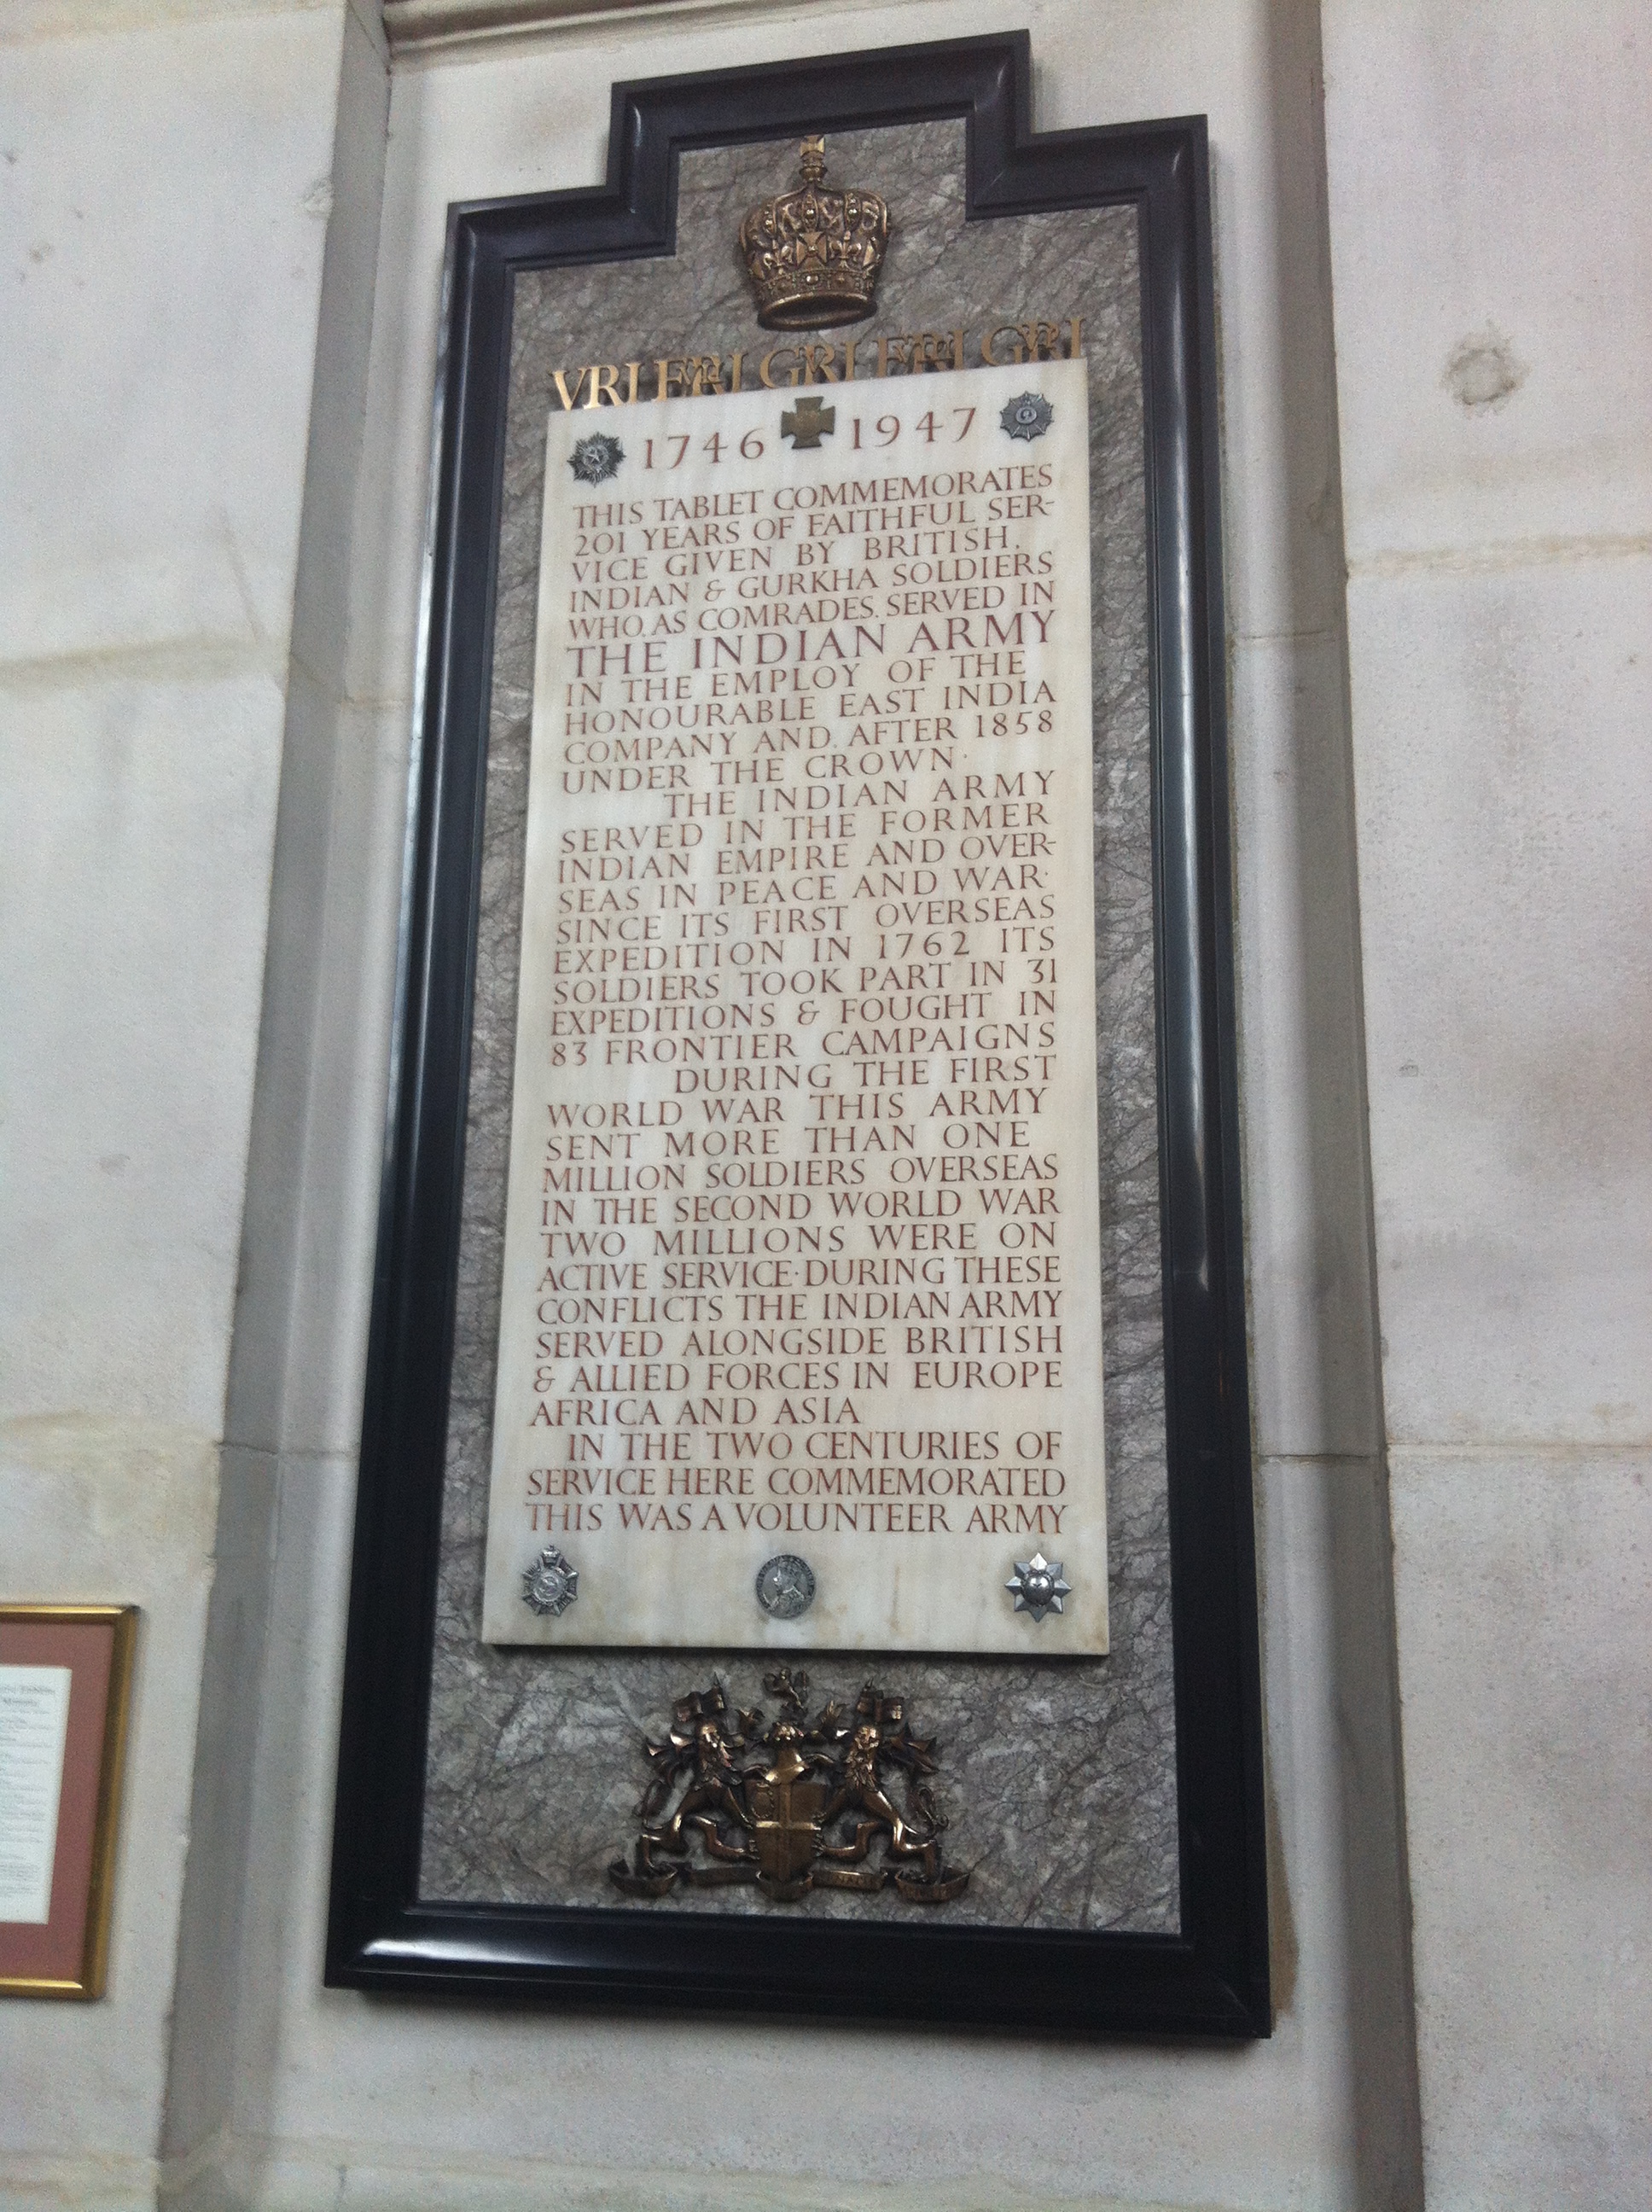 VRI ERI GRI ERI GRI
1746 1947
THIS TABLET COMMEMORATES
201 YEARS OF FAITHFUL SER-
VICE GIVEN BY BRITISH,
INDIAN & GURKHA SOLDIERS
WHO, AS COMRADES, SERVED IN
THE INDIAN ARMY
IN THE EMPLOY OF THE
HONOURABLE EAST INDIA
COMPANY AND, AFTER 1858
UNDER THE CROWN·
THE INDIAN ARMY
SERVED IN THE FORMER
INDIAN EMPIRE AND OVER-
SEAS IN PEACE AND WAR·
SINCE ITS FIRST OVERSEAS
EXPEDITION IN 1762 ITS
SOLDIERS TOOK PART IN 31
EXPEDITIONS & FOUGHT IN
83 FRONTIER CAMPAIGNS
DURING THE FIRST
WORLD WAR THIS ARMY
SENT MORE THAN ONE
MILLION SOLDIERS OVERSEAS
IN THE SECOND WORLD WAR
TWO MILLIONS WERE ON
ACTIVE SERVICE·DURING THESE
CONFLICTS THE INDIAN ARMY
SERVED ALONGSIDE BRITISH
& ALLIED FORCES IN EUROPE
AFRICA AND ASIA
IN THE TWO CENTURIES OF
SERVICE HERE COMMEMORATED
THIS WAS A VOLUNTEER ARMY